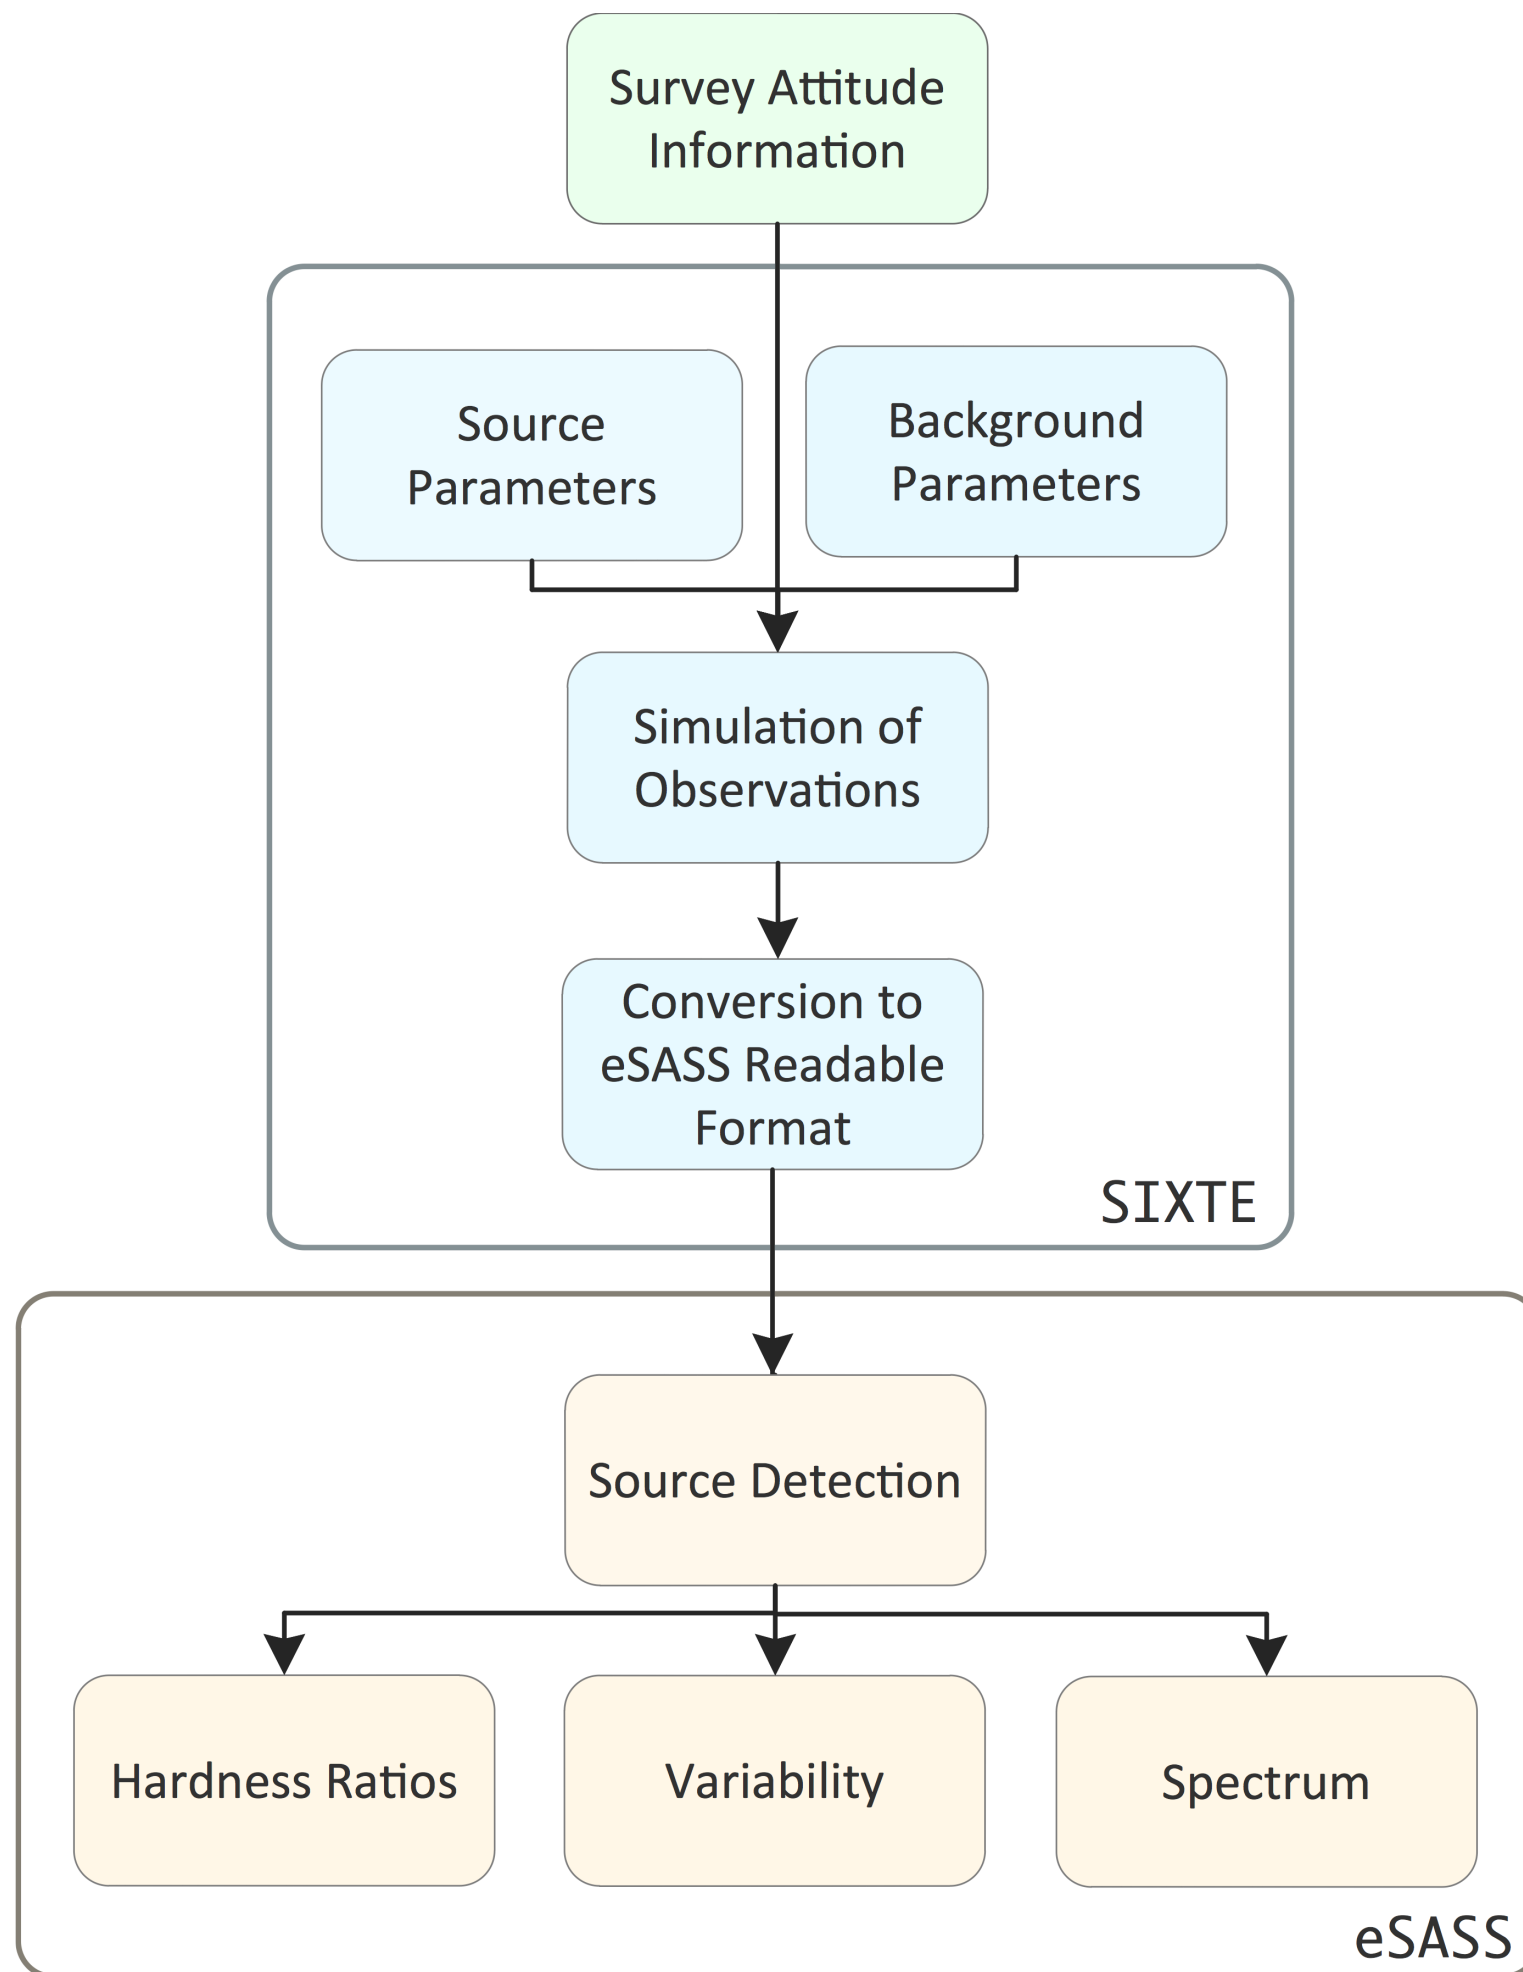 Survey Attitude
Information
Source
Parameters
Background
Parameters
Simulation of
Observations
Conversion to
eSASS Readable
Format
SIXTE
Source Detection
Hardness Ratios
Variability
Spectrum
eSASS